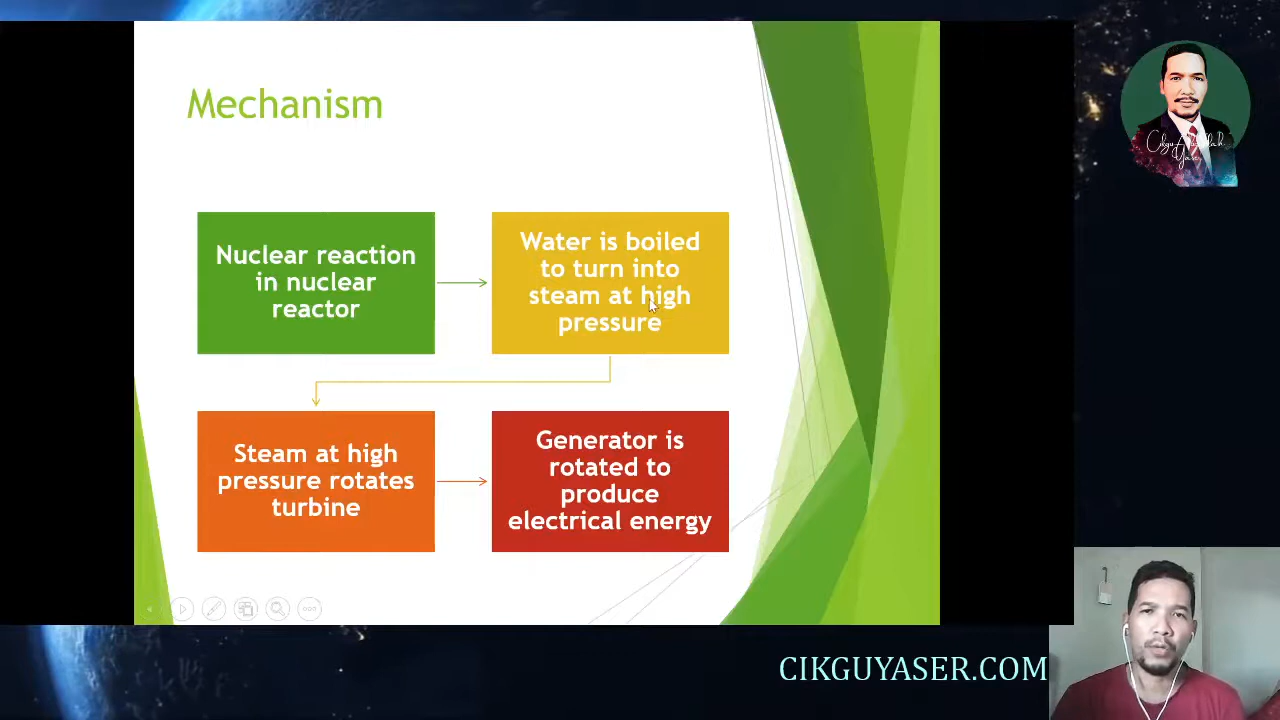 Mechanism
Nuclear reaction
in nuclear
reactor
Water is boiled
to turn into
steam at high
pressure
Steam at high
pressure rotates
turbine
Generator is
rotated to
produce
electrical energy
CIKGUYASER.COM